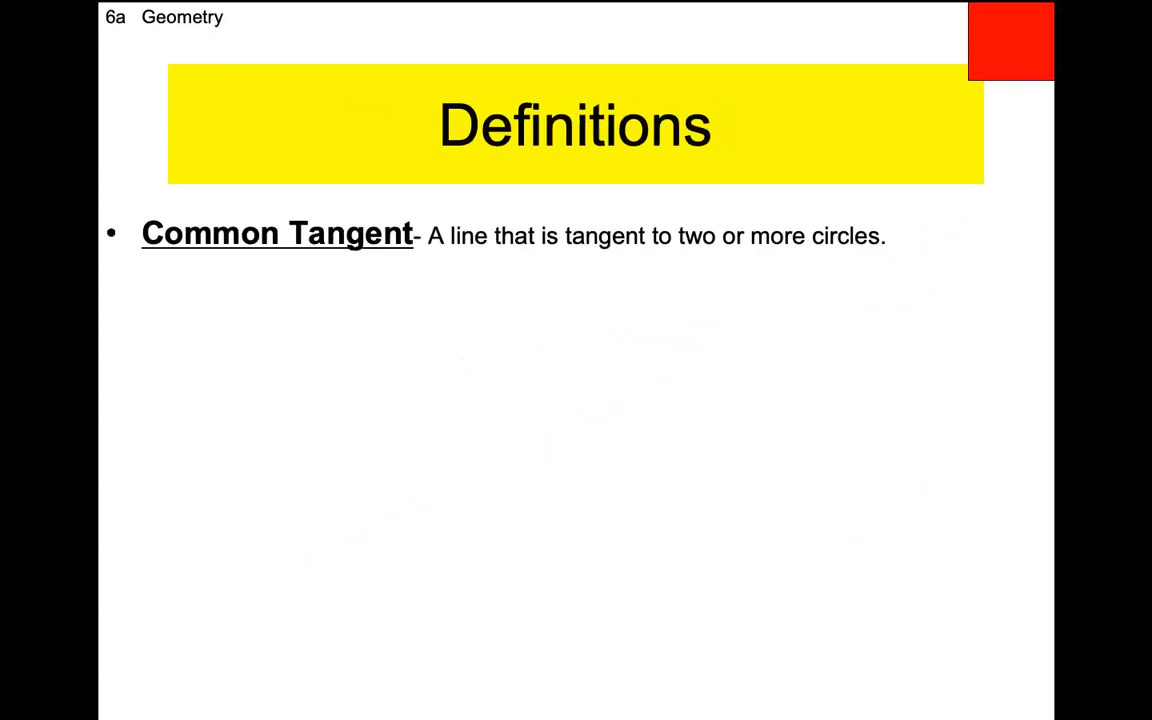 6a Geometry
Definitions
• Common Tangent- A line that is tangent to two or more circles.